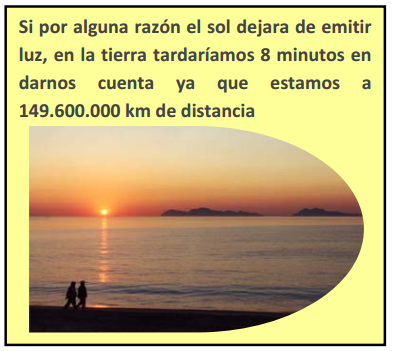 Si por alguna razón el sol dejara de emitir
luz, en la tierra tardaríamos 8 minutos en
darnos cuenta ya que estamos a
149.600.000 km de distancia